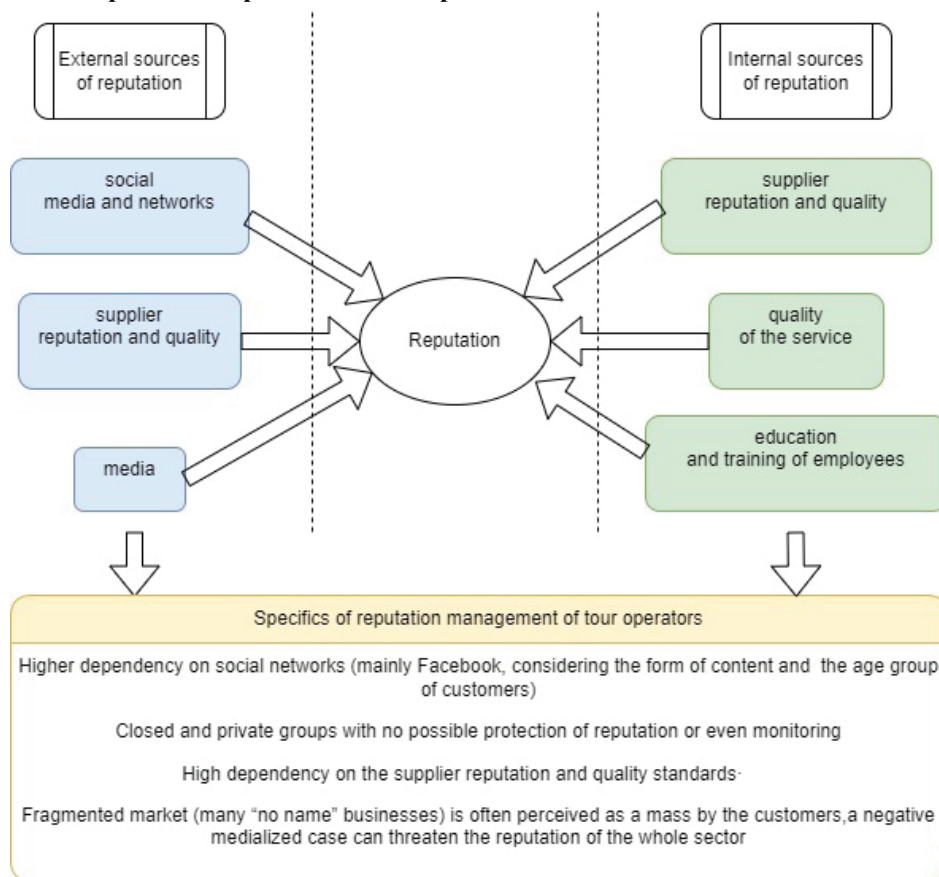 External sources
of reputation
Internal sources
of reputation
social
media and networks
supplier
reputation and quality
supplier
reputation and quality
Reputation
quality
of the service
media
education
and training of employees
Specifics of reputation management of tour operators
Higher dependency on social networks (mainly Facebook, considering the form of content and the age group
of customers)
Closed and private groups with no possible protection of reputation or even monitoring
High dependency on the supplier reputation and quality standards·
Fragmented market (many “no name” businesses) is often perceived as a mass by the customers,a negative
medialized case can threaten the reputation of the whole sector